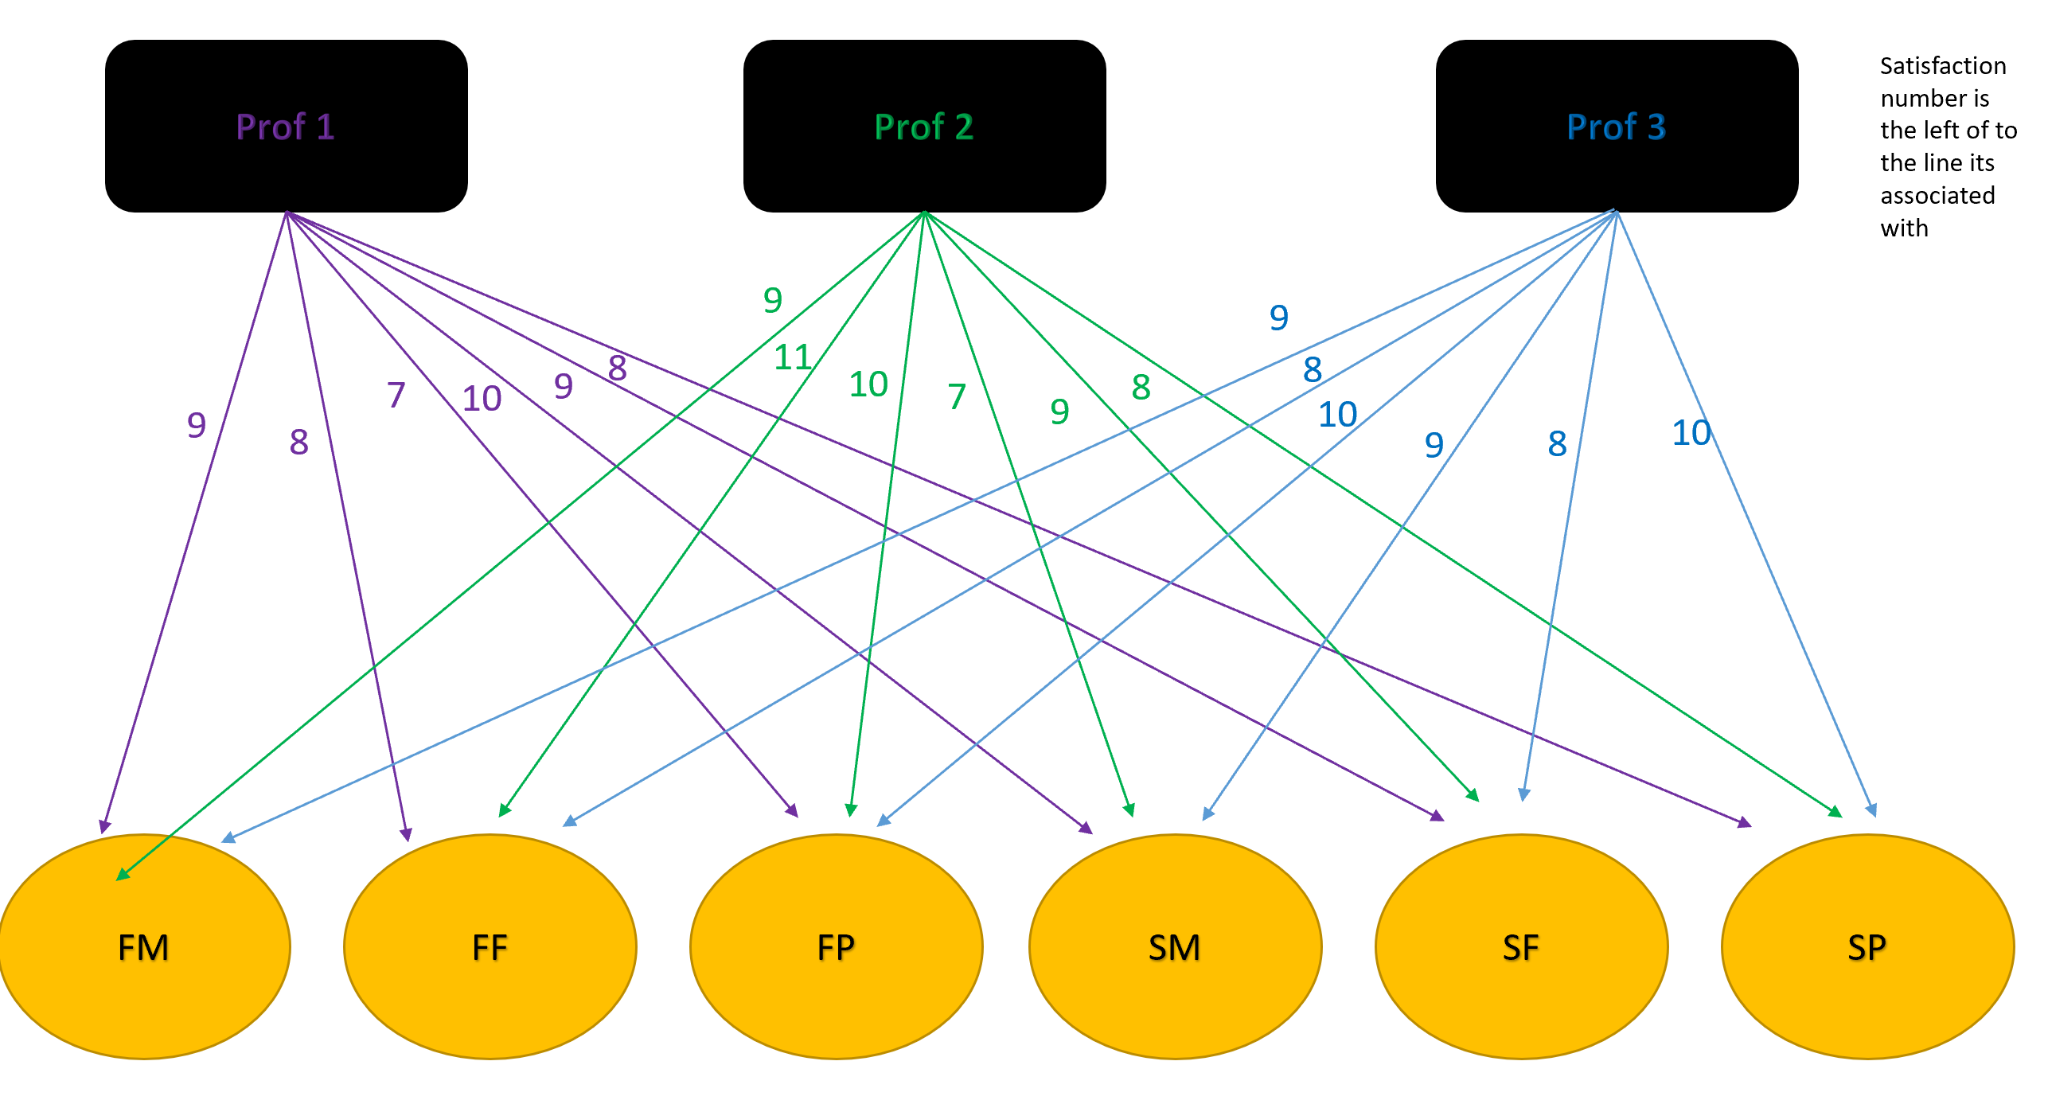 Prof 1
Prof 2
Prof 3
Satisfaction
number is
the left of to
the line its
associated
with
9
8
7
10
9
8
9
11
10
7
9
8
9
8
10
9
8
10
FM
FF
FP
SM
SF
SP